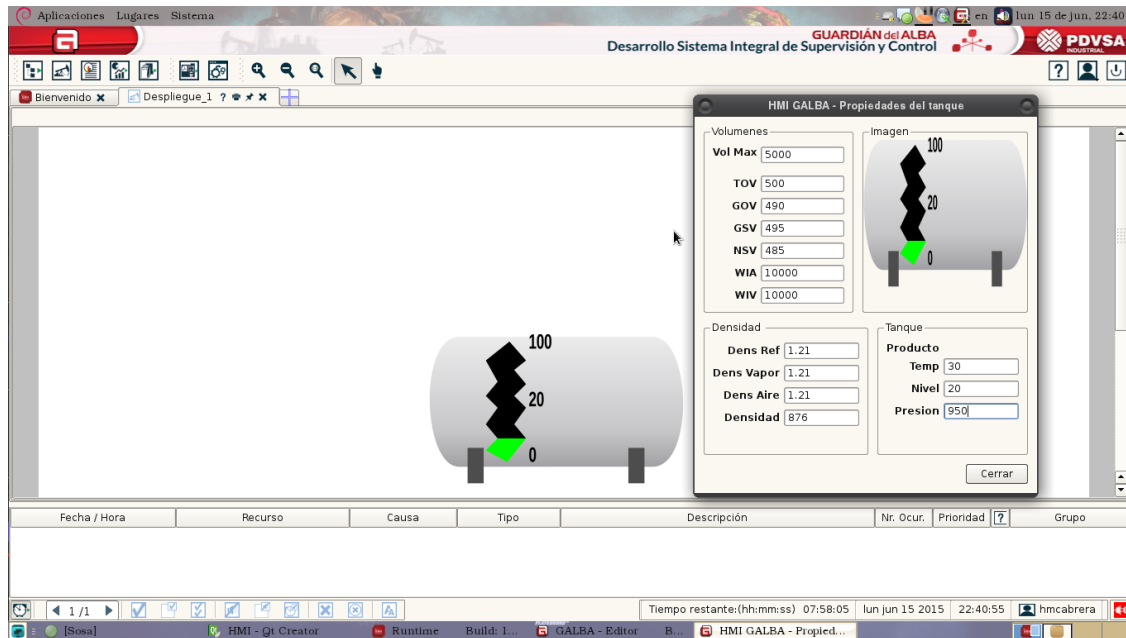 Aplicaciones Lugares Sistema
en lun 15 de jun, 22:40
GUARDIÁN del ALBA
Desarrollo Sistema Integral de Supervisión y Control
PDVSA
INDUSTRIAL
Bienvenido
Despliegue_1 ?
HMI GALBA - Propiedades del tanque
Volumenes
Vol Max 5000
TOV 500
GOV 490
GSV 495
NSV 485
WIA 10000
WIV 10000
Imagen
100
20
0
Densidad
Dens Ref 1.21
Dens Vapor 1.21
Dens Aire 1.21
Densidad 876
Tanque
Producto
Temp 30
Nivel 20
Presion 950
Cerrar
100
20
0
Fecha / Hora Recurso Causa Tipo Descripción Nr. Ocur. Prioridad ? Grupo
1 /1
Tiempo restante:(hh:mm:ss) 07:58:05 lun jun 15 2015 22:40:55 hmcabrera
[Sosa] HMI - Qt Creator Runtime Build: 1... GALBA - Editor B... HMI GALBA - Propied...